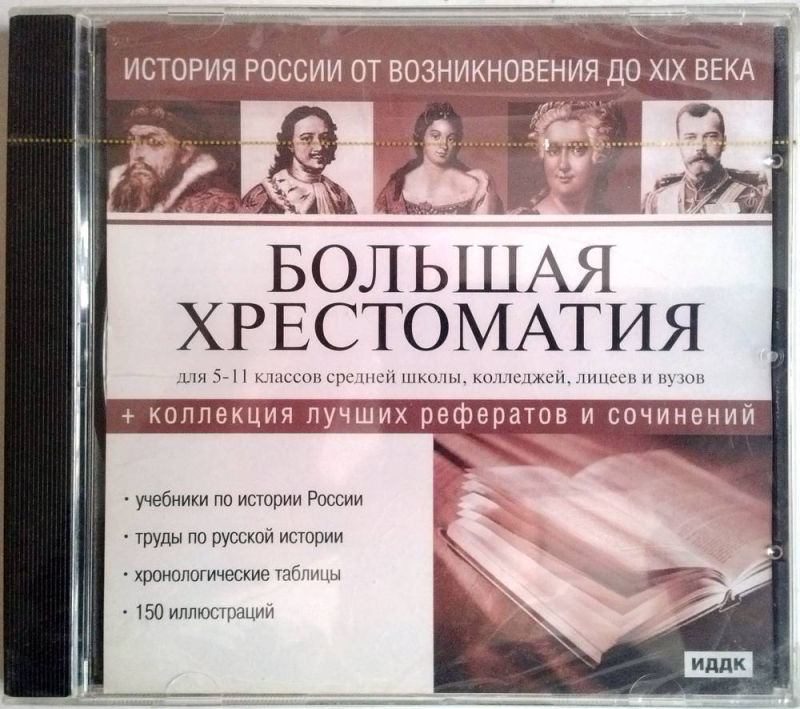 ИСТОРИЯ РОССИИ ОТ ВОЗНИКНОВЕНИЯ ДО XIX ВЕКА
БОЛЬШАЯ
ХРЕСТОМАТИЯ
для 5-11 классов средней школы, колледжей, лицеев и вузов
+ коллекция лучших рефератов и сочинений
· учебники по истории России
· труды по русской истории
· хронологические таблицы
· 150 иллюстраций
ИДДК